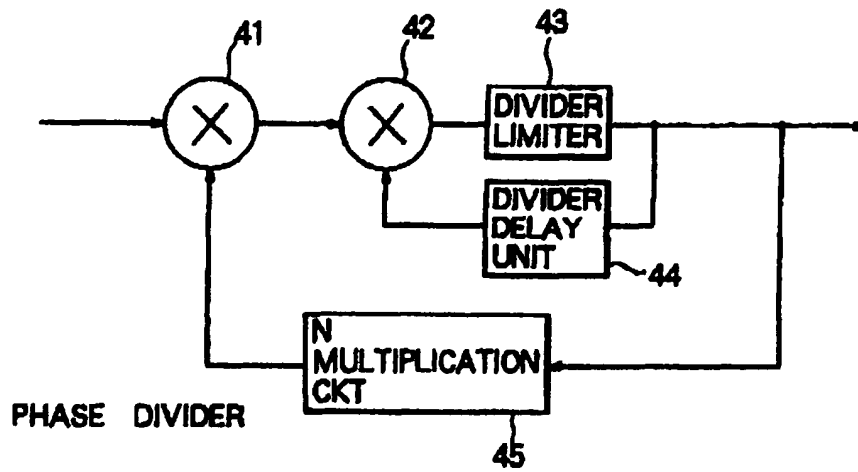 41
42
43
DIVIDER
LIMITER
DIVIDER
DELAY
UNIT
44
N
MULTIPLICATION
CKT
PHASE DIVIDER
45